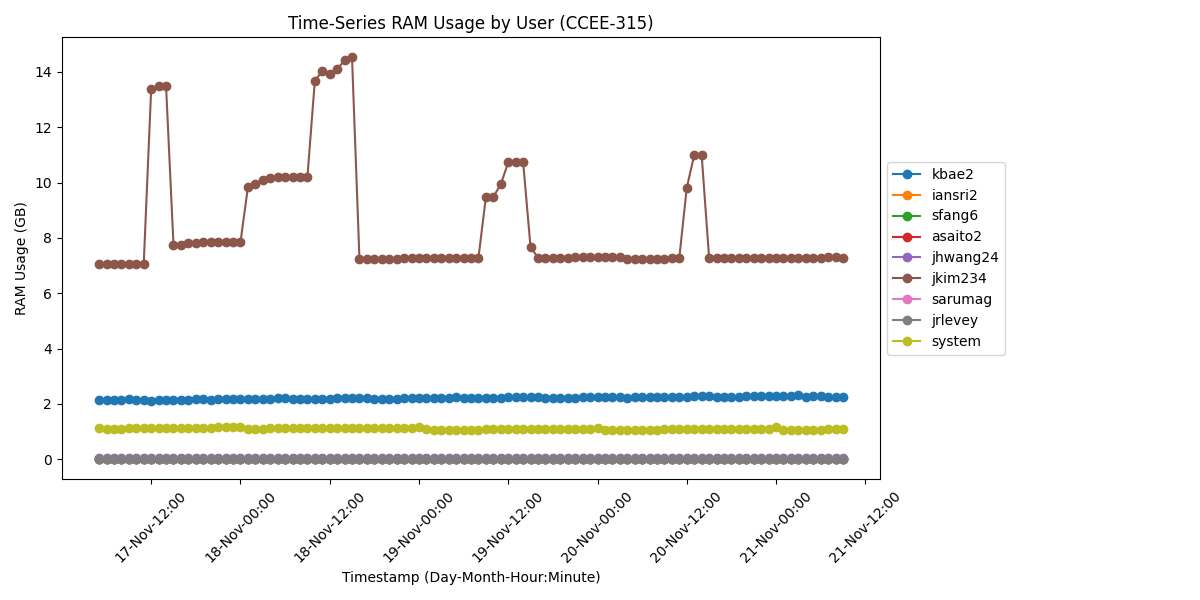 Time-Series RAM Usage by User (CCEE-315)
RAM Usage (GB)
14
12
10
8
6
4
2
0
17-Nov-12:00
18-Nov-00:00
18-Nov-12:00
19-Nov-00:00
19-Nov-12:00
20-Nov-00:00
20-Nov-12:00
21-Nov-00:00
21-Nov-12:00
Timestamp (Day-Month-Hour:Minute)
kbae2
iansri2
sfang6
asaito2
jhwang24
jkim234
sarumag
jrlevey
system